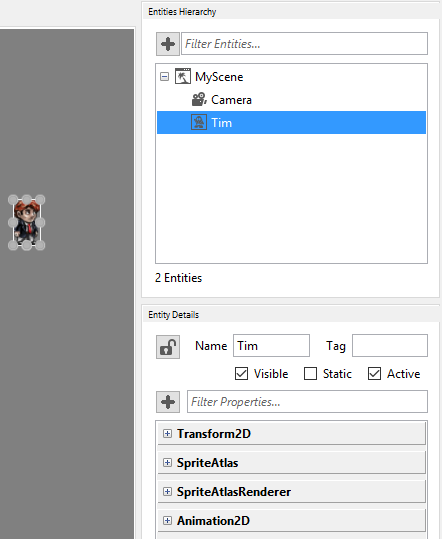 Entities Hierarchy
Filter Entities...
MyScene
Camera
Tim
2 Entities
Entity Details
Name Tim Tag
Visible Static Active
Filter Properties...
Transform2D
SpriteAtlas
SpriteAtlasRenderer
Animation2D